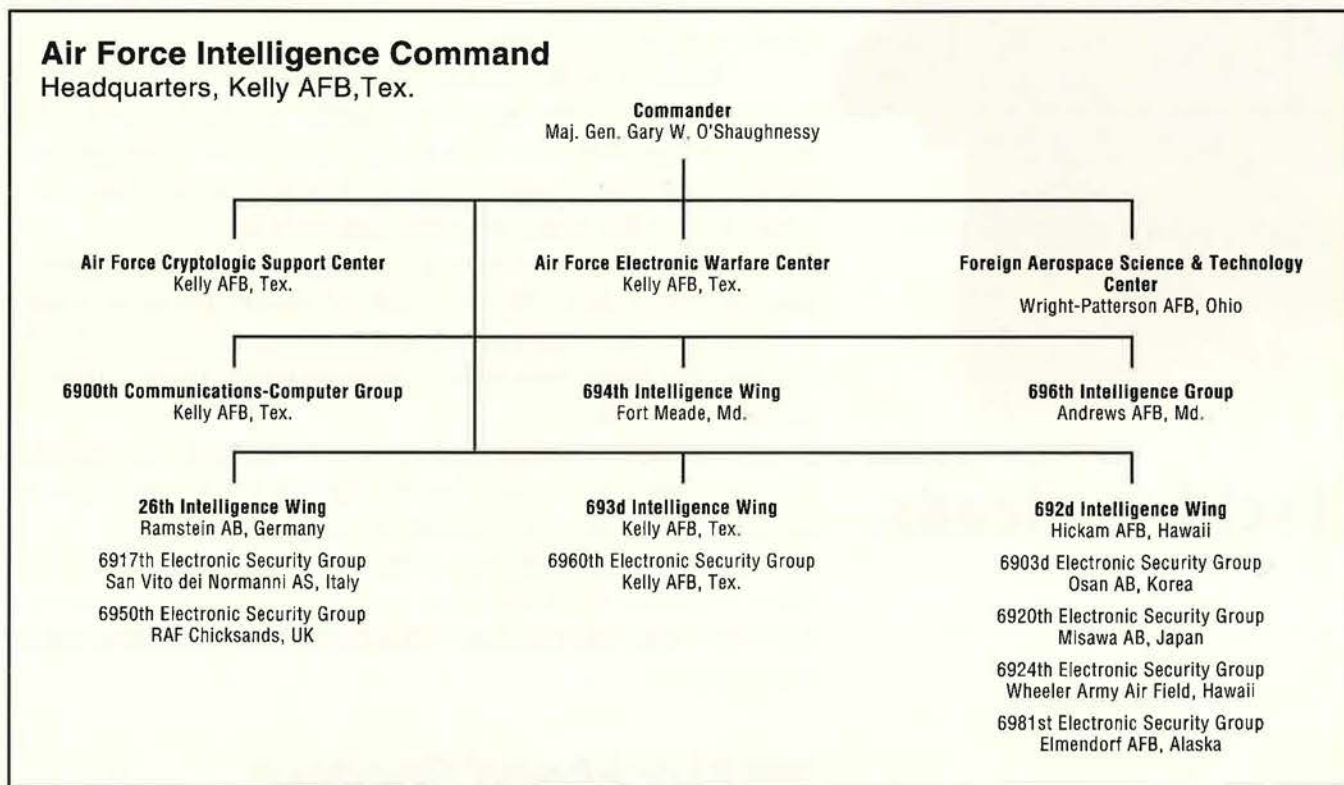 Air Force Intelligence Command
Headquarters, Kelly AFB,Tex.
Commander
Maj. Gen. Gary W. O'Shaughnessy
Air Force Cryptologic Support Center
Kelly AFB, Tex.
Air Force Electronic Warfare Center
Kelly AFB, Tex.
Foreign Aerospace Science & Technology
Center
Wright-Patterson AFB, Ohio
6900th Communications-Computer Group
Kelly AFB, Tex.
694th Intelligence Wing
Fort Meade, Md.
696th Intelligence Group
Andrews AFB, Md.
26th Intelligence Wing
Ramstein AB, Germany
6917th Electronic Security Group
San Vito dei Normanni AS, Italy
6950th Electronic Security Group
RAF Chicksands, UK
693d Intelligence Wing
Kelly AFB, Tex.
6960th Electronic Security Group
Kelly AFB, Tex.
692d Intelligence Wing
Hickam AFB, Hawaii
6903d Electronic Security Group
Osan AB, Korea
6920th Electronic Security Group
Misawa AB, Japan
6924th Electronic Security Group
Wheeler Army Air Field, Hawaii
6981st Electronic Security Group
Elmendorf AFB, Alaska